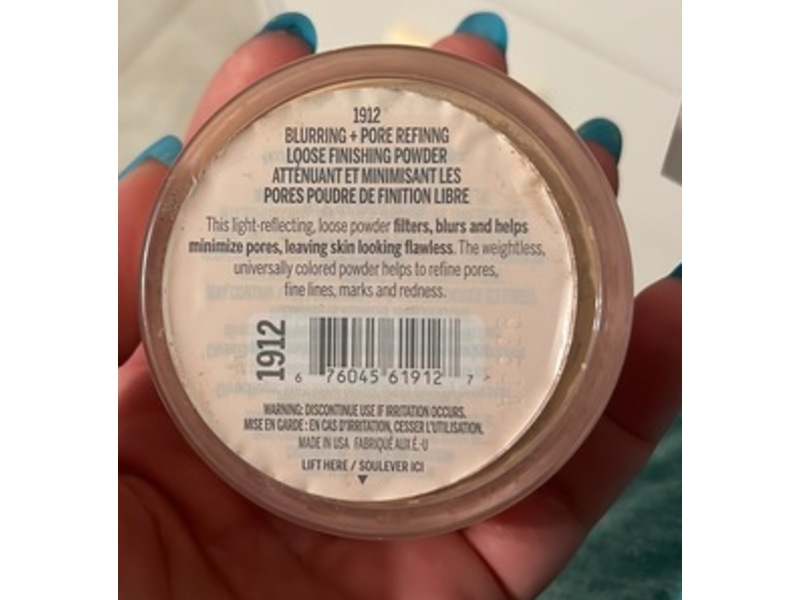 1912
BLURRING + PORE REFINNG
LOOSE FINISHING POWDER
ATTÉNUANT ET MINIMISANT LES
PORES POUDRE DE FINITION LIBRE
This light-reflecting, loose powder filters, blurs and helps
minimize pores, leaving skin looking flawless. The weightless,
universally colored powder helps to refine pores,
fine lines, marks and redness.
1912
6 76045 61912 7
WARNING: DISCONTINUE USE IF IRRITATION OCCURS.
MISE EN GARDE : EN CAS D'IRRITATION, CESSER L'UTILISATION.
MADE IN USA FABRIQUÉ AUX É.-U
LIFT HERE / SOULEVER ICI